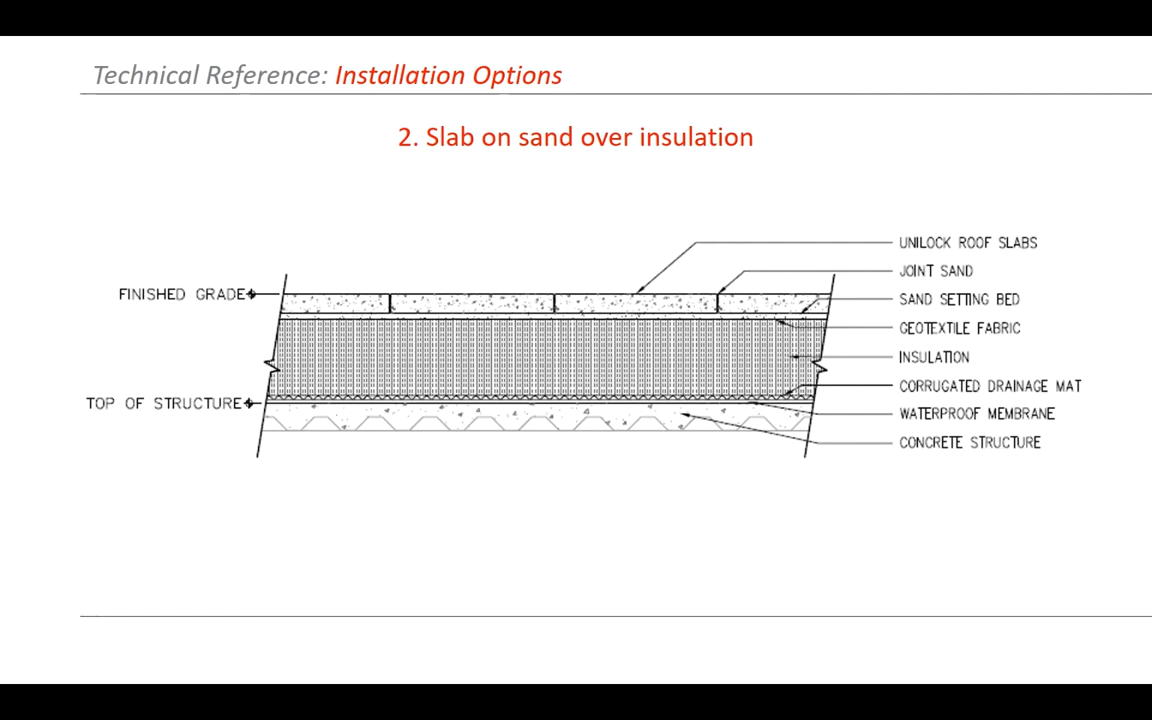 Technical Reference: Installation Options
2. Slab on sand over insulation
UNILOCK ROOF SLABS
JOINT SAND
FINISHED GRADE
SAND SETTING BED
GEOTEXTILE FABRIC
INSULATION
CORRUGATED DRAINAGE MAT
TOP OF STRUCTURE
WATERPROOF MEMBRANE
CONCRETE STRUCTURE